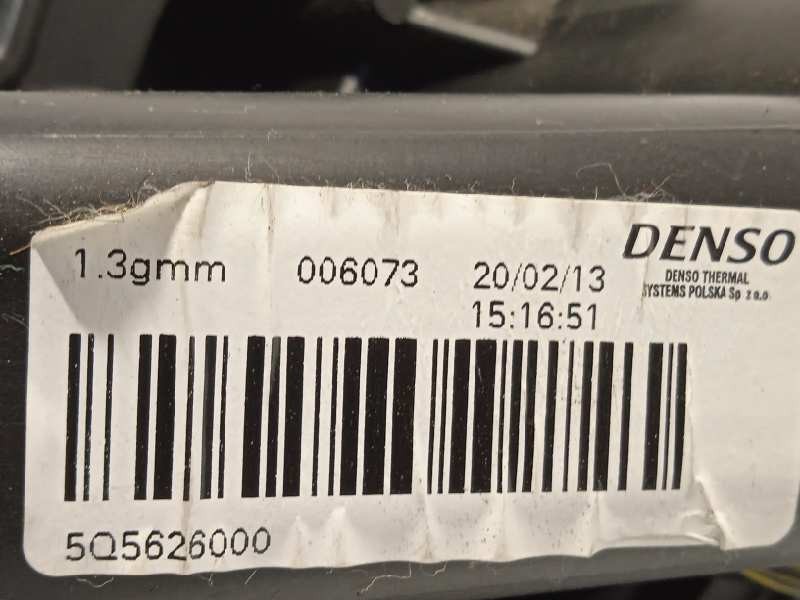 1.3gmm 006073 20/02/13 DENSO
DENSO THERMAL
SYSTEMS POLSKA Sp z o.o.
15:16:51
5Q5626000